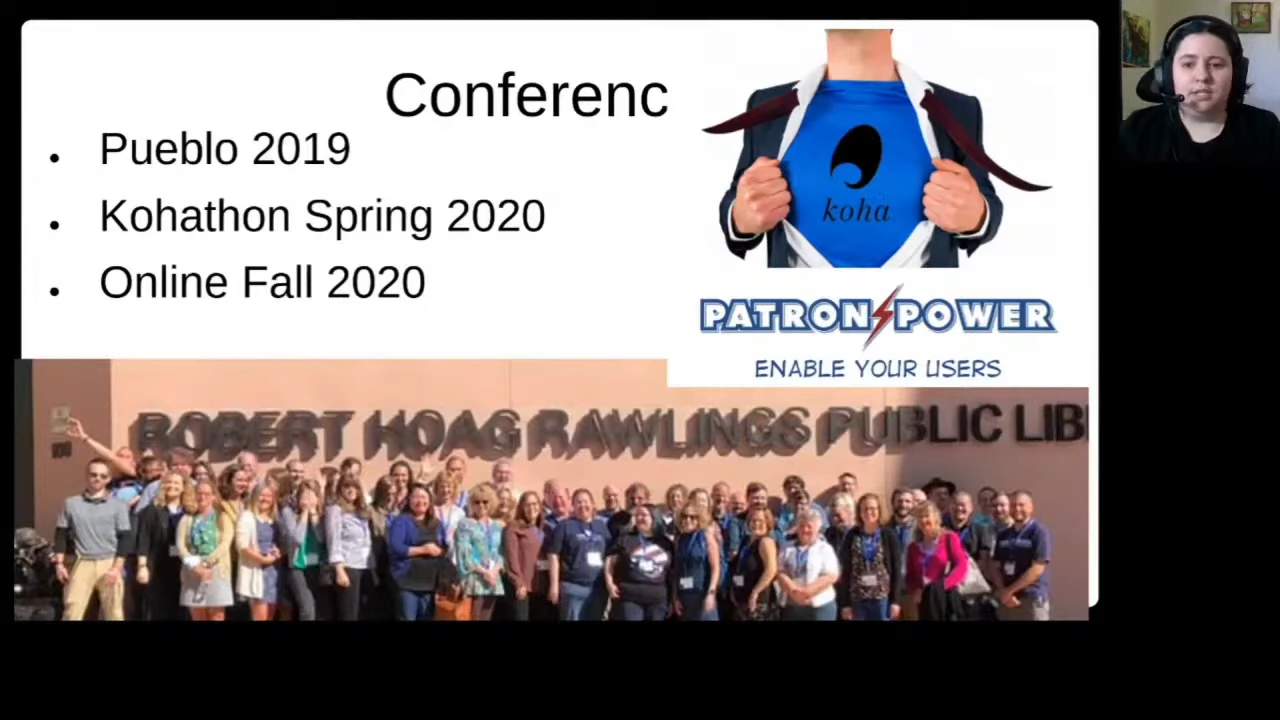 Conferenc
Pueblo 2019
Kohathon Spring 2020
Online Fall 2020
koha
PATRON POWER
ENABLE YOUR USERS
ROBERT HOAG RAWLINGS PUBLIC LIB